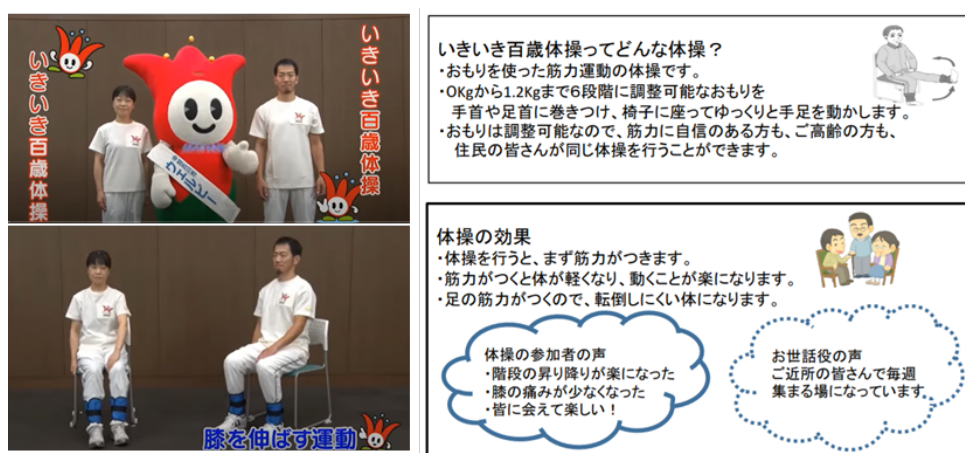 いきいき百歳体操
いきいき百歳体操
ウェルピー
膝を伸ばす運動
いきいき百歳体操ってどんな体操？
・おもりを使った筋力運動の体操です。
・0Kgから1.2Kgまで６段階に調整可能なおもりを
手首や足首に巻きつけ、椅子に座ってゆっくりと手足を動かします。
・おもりは調整可能なので、筋力に自信のある方も、ご高齢の方も、
住民の皆さんが同じ体操を行うことができます。
体操の効果
・体操を行うと、まず筋力がつきます。
・筋力がつくと体が軽くなり、動くことが楽になります。
・足の筋力がつくので、転倒しにくい体になります。
体操の参加者の声
・階段の昇り降りが楽になった
・膝の痛みが少なくなった
・皆に会えて楽しい！
お世話役の声
ご近所の皆さんで毎週
集まる場になっています。